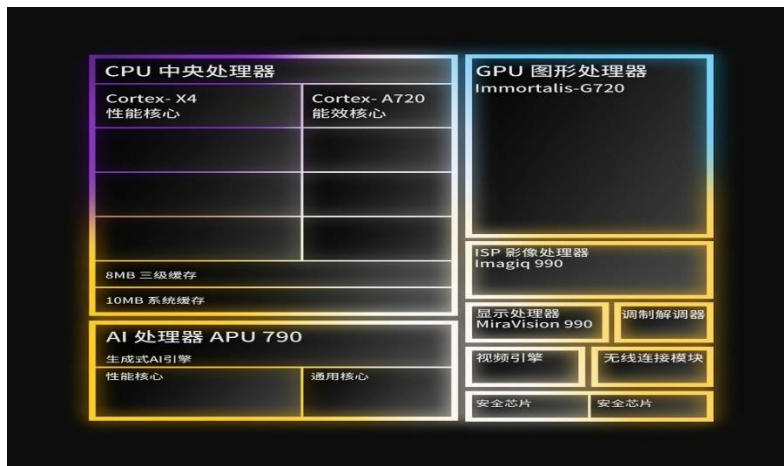 CPU 中央处理器
Cortex- X4
性能核心
Cortex- A720
能效核心
8MB 三级缓存
10MB 系统缓存
AI 处理器 APU 790
生成式AI引擎
性能核心
通用核心
GPU 图形处理器
Immortalis-G720
ISP 影像处理器
Imagiq 990
显示处理器
MiraVision 990
调制解调器
视频引擎
无线连接模块
安全芯片
安全芯片